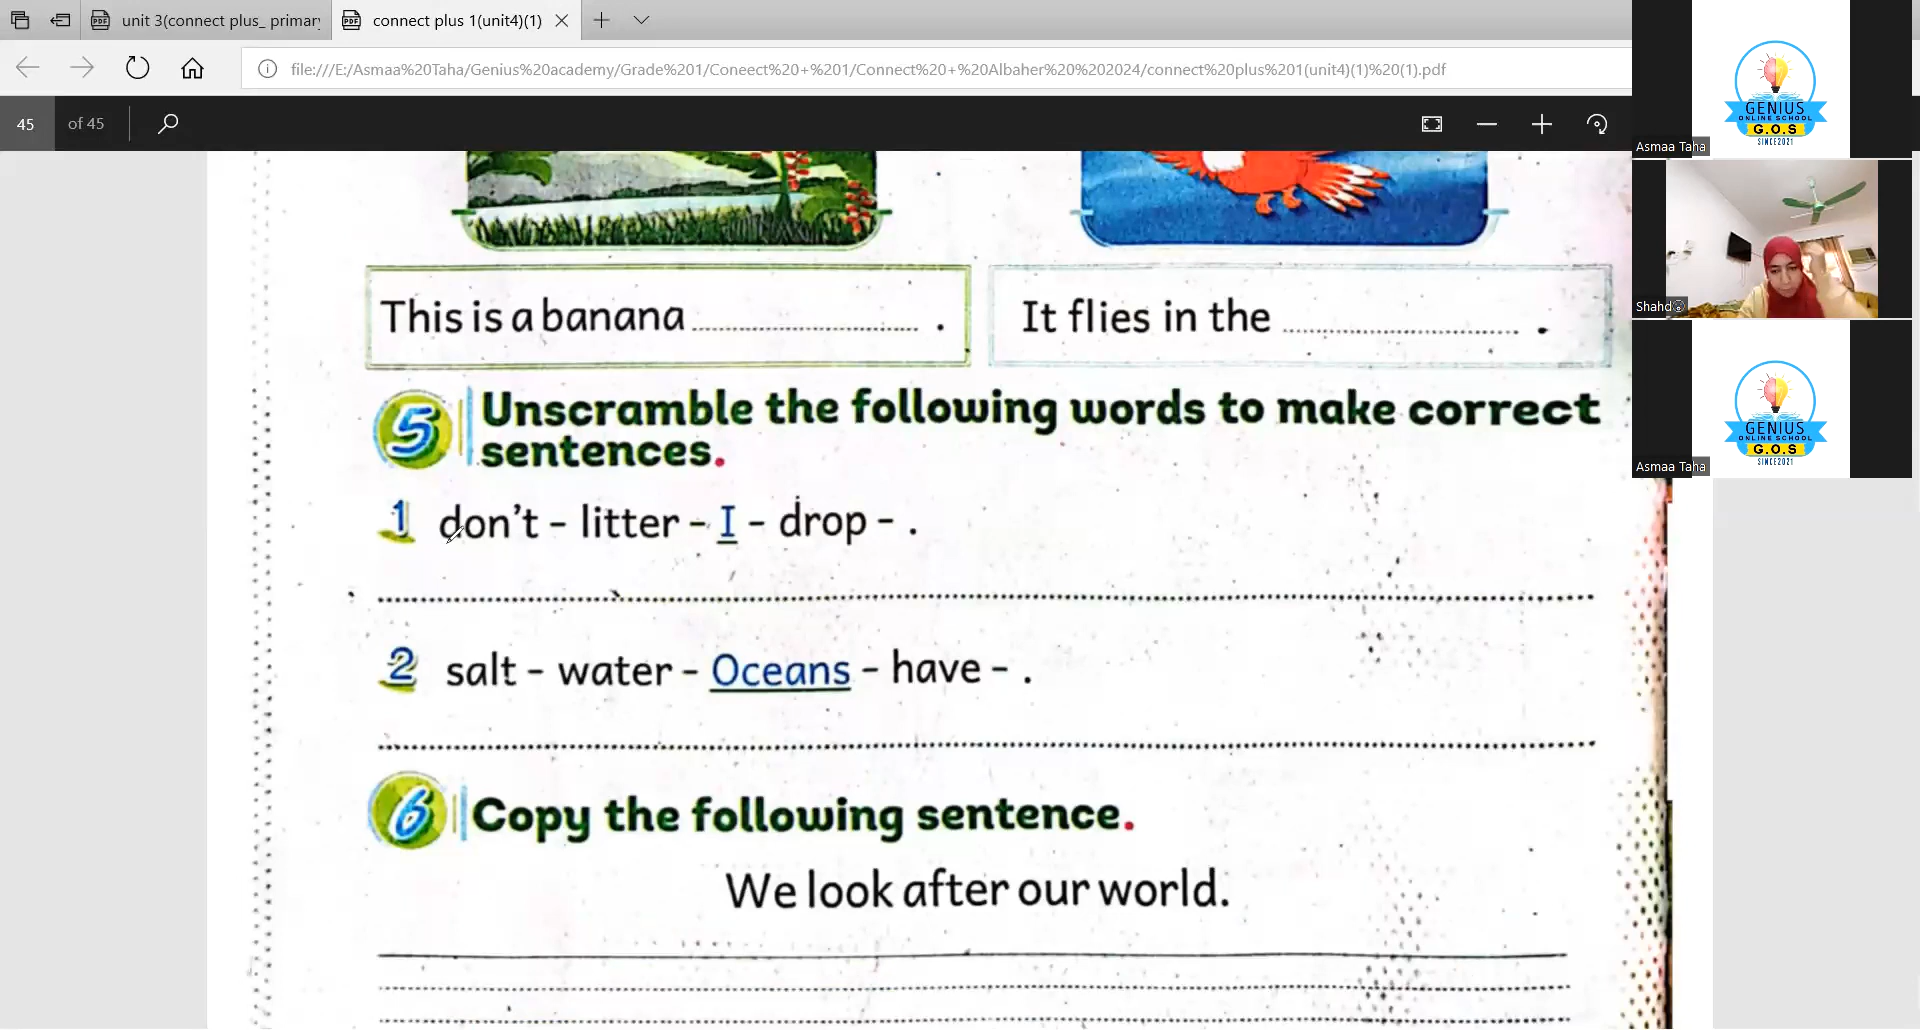 unit 3(connect plus_ primary
connect plus 1(unit4)(1)
file:///E:/Asmaa%20Taha/Genius%20academy/Grade%201/Coneect%20+%201/Connect%20+%20Albaher%20%202024/connect%20plus%201(unit4)(1)%20(1).pdf
45 of 45
GENIUS
ONLINE SCHOOL
G.O.S
SINCE2021
Asmaa Taha
Shahd
GENIUS
ONLINE SCHOOL
G.O.S
SINCE2021
Asmaa Taha
This is a banana .................... .
It flies in the .................... .
5 Unscramble the following words to make correct
sentences.
1 don't - litter - I - drop - .
2 salt - water - Oceans - have - .
6 Copy the following sentence.
We look after our world.